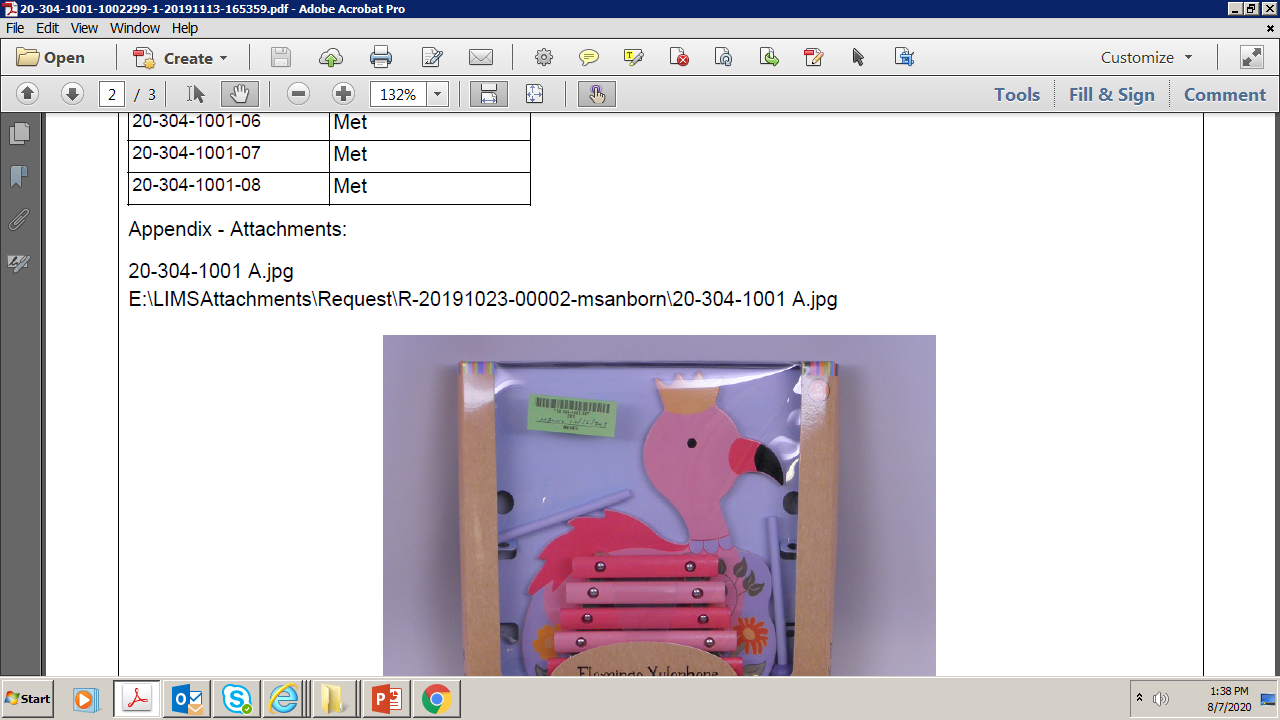 20-304-1001-1002299-1-20191113-165359.pdf - Adobe Acrobat Pro
File Edit View Window Help
Open Create Customize
2 / 3 132% Tools Fill & Sign Comment
20-304-1001-06 Met
20-304-1001-07 Met
20-304-1001-08 Met
Appendix - Attachments:
20-304-1001 A.jpg
E:\LIMSAttachments\Request\R-20191023-00002-msanborn\20-304-1001 A.jpg
Flamingo Xylophone
Start
1:38 PM
8/7/2020